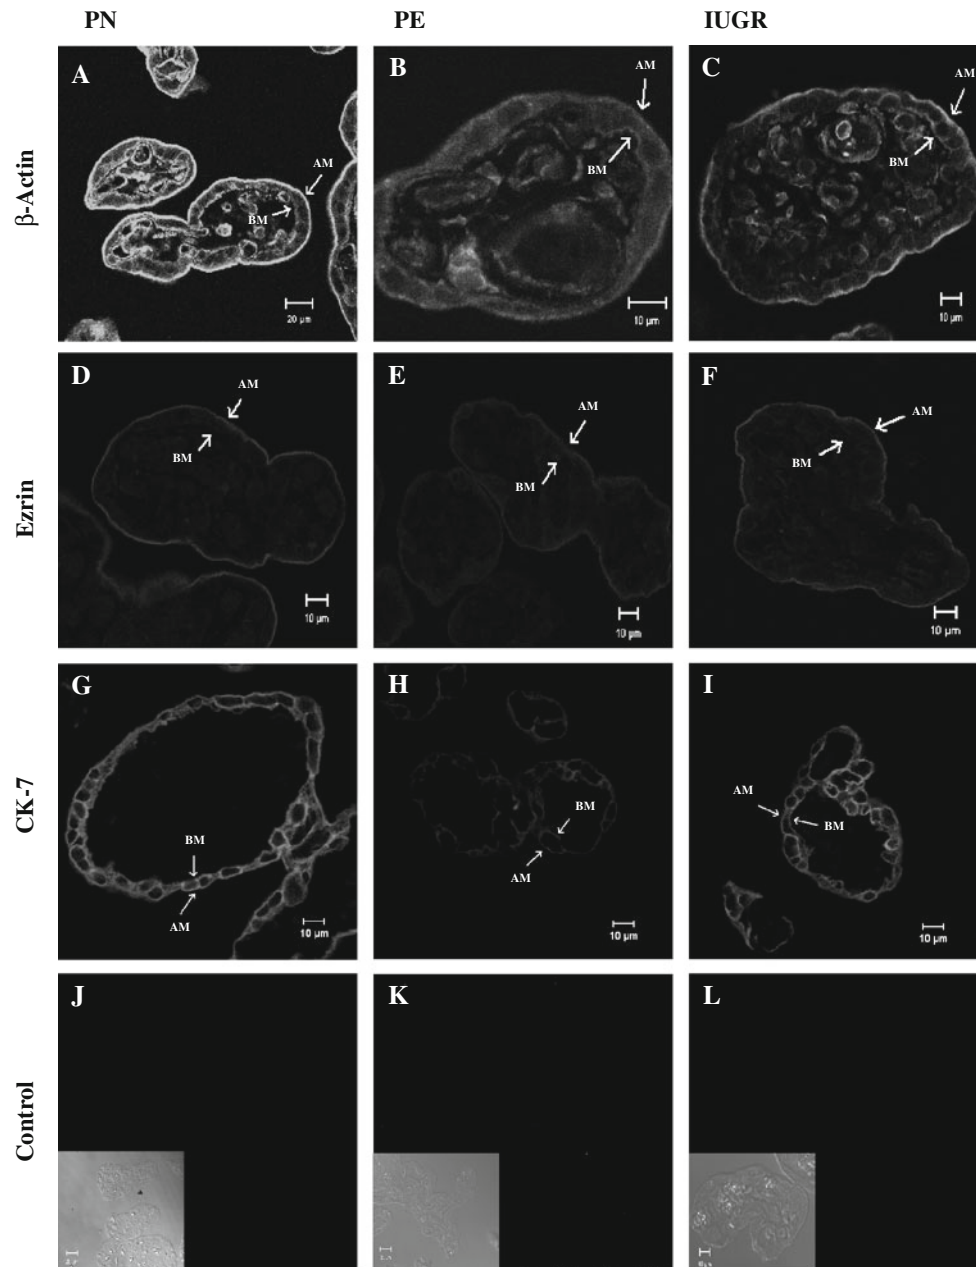 PN PE IUGR
β-Actin
A AM BM 20 µm
B AM BM 10 µm
C AM BM 10 µm
Ezrin
D AM BM 10 µm
E AM BM 10 µm
F AM BM 10 µm
CK-7
G BM AM 10 µm
H BM AM 10 µm
I AM BM 10 µm
Control
J
K
L